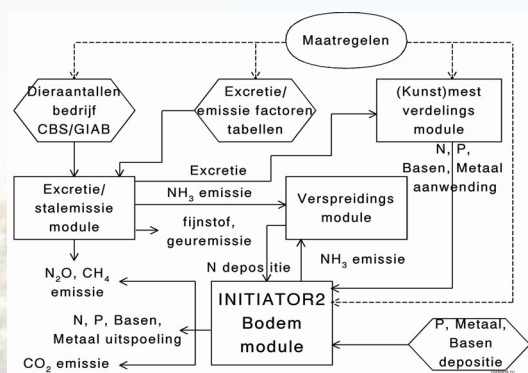 Maatregelen
Dieraantallen
bedrijf
CBS/GIAB
Excretie/
emissie factoren
tabellen
(Kunst)mest
verdelings
module
Excretie
N, P,
Basen, Metaal
aanwending
Excretie/
stalemissie
module
NH3 emissie
Verspreidings
module
fijnstof,
geuremissie
N depositie
NH3 emissie
N2O, CH4
emissie
INITIATOR2
Bodem
module
N, P, Basen,
Metaal uitspoeling
P, Metaal,
Basen
depositie
CO2 emissie